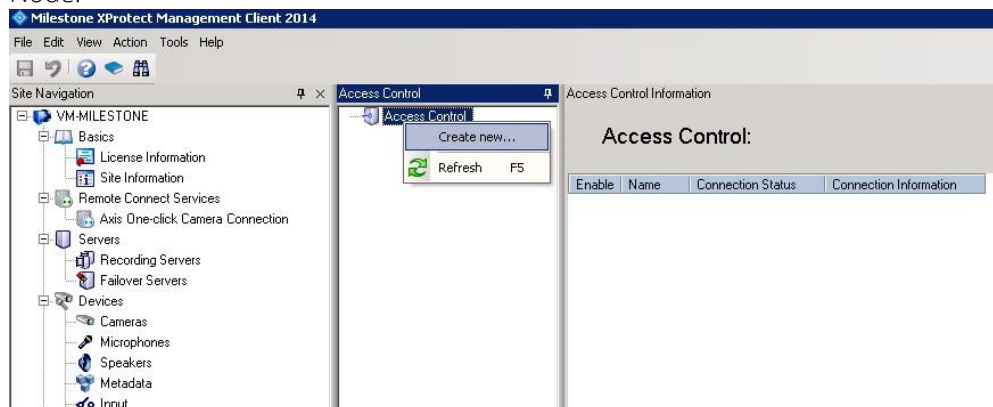 Node.
Milestone XProtect Management Client 2014
File Edit View Action Tools Help
Site Navigation
VM-MILESTONE
Basics
License Information
Site Information
Remote Connect Services
Axis One-click Camera Connection
Servers
Recording Servers
Failover Servers
Devices
Cameras
Microphones
Speakers
Metadata
Input
Access Control
Access Control
Create new...
Refresh F5
Access Control Information
Access Control:
Enable Name Connection Status Connection Information